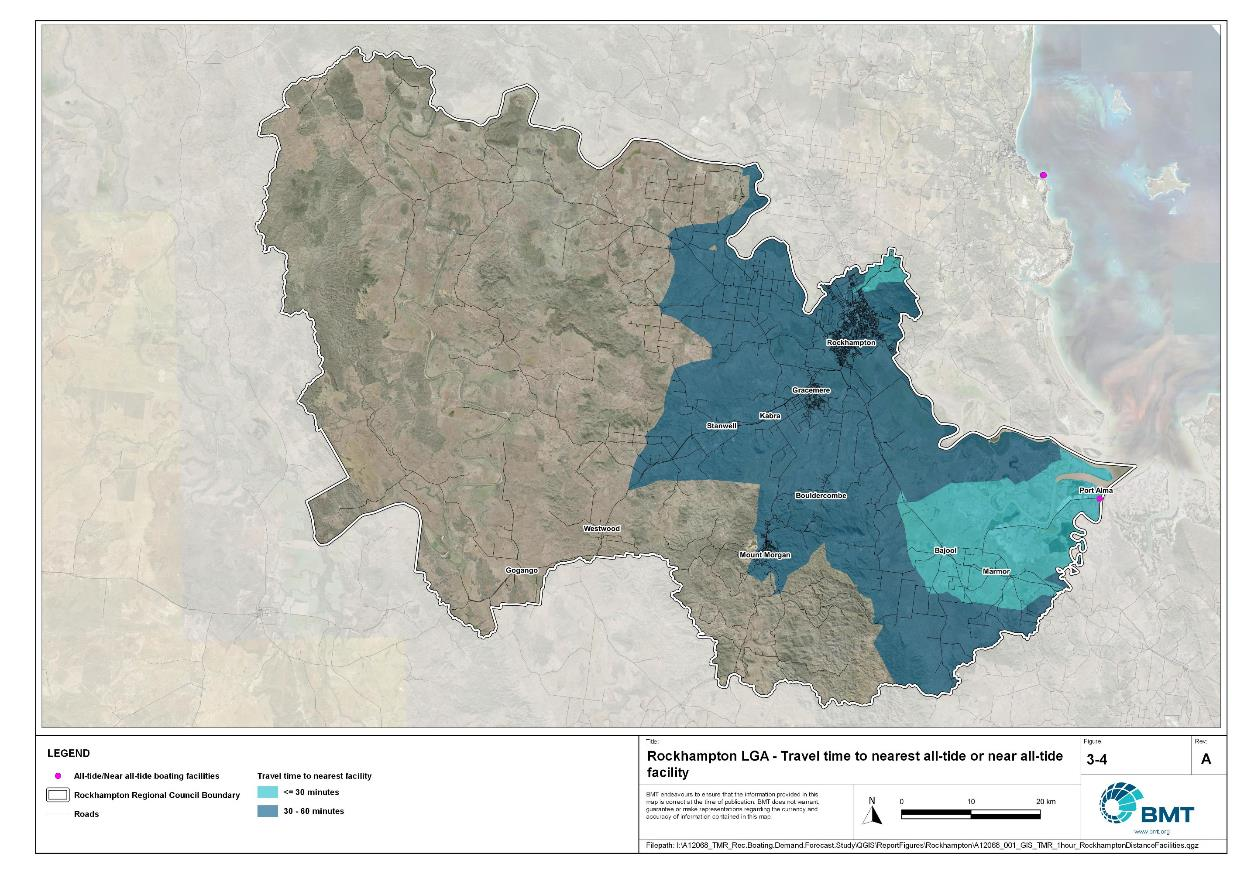 Rockhampton
Gracemere
Kabra
Stanwell
Bouldercombe
Port Alma
Westwood
Mount Morgan
Bajool
Marmor
Gogango
LEGEND
All-tide/Near all-tide boating facilities
Rockhampton Regional Council Boundary
Roads
Travel time to nearest facility
<= 30 minutes
30 - 60 minutes
Title:
Rockhampton LGA - Travel time to nearest all-tide or near all-tide
facility
BMT endeavours to ensure that the information provided in this
map is correct at the time of publication. BMT does not warrant,
guarantee or make representations regarding the currency and
accuracy of information contained in this map.
N
0 10 20 km
Figure:
3-4
Rev:
A
BMT
www.bmt.org
Filepath: I:\A12068_TMR_Rec.Boating.Demand.Forecast.Study\QGIS\ReportFigures\Rockhampton\A12068_001_GIS_TMR_1hour_RockhamptonDistanceFacilities.qgz